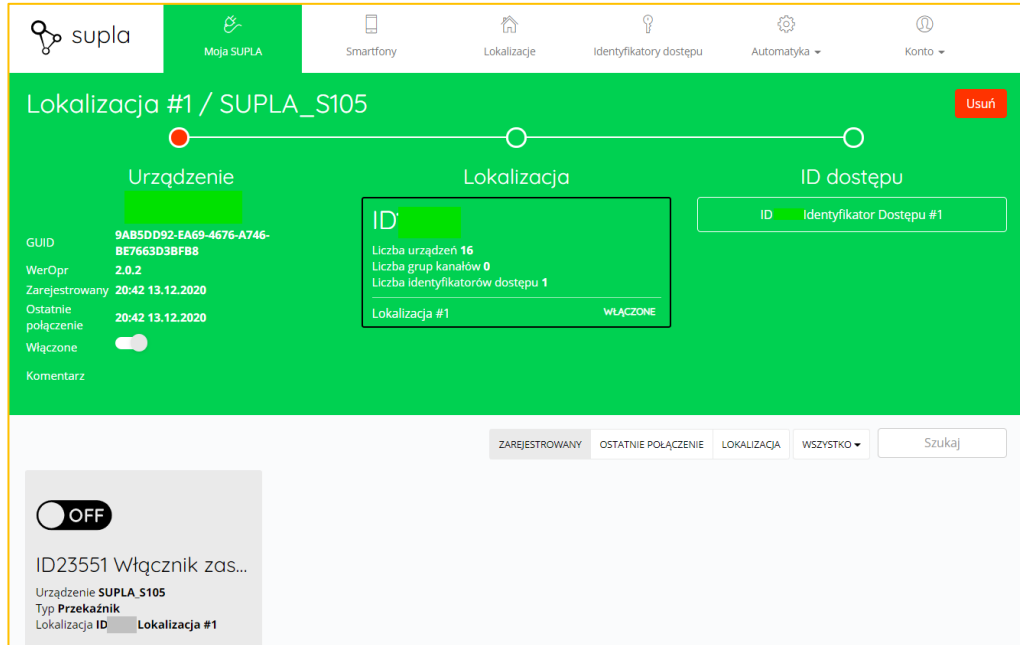 supla
Moja SUPLA
Smartfony
Lokalizacje
Identyfikatory dostępu
Automatyka
Konto
Lokalizacja #1 / SUPLA_S105
Usuń
Urządzenie
GUID 9AB5DD92-EA69-4676-A746-
BE7663D3BFB8
WerOpr 2.0.2
Zarejestrowany 20:42 13.12.2020
Ostatnie
połączenie 20:42 13.12.2020
Włączone
Komentarz
Lokalizacja
ID
Liczba urządzeń 16
Liczba grup kanałów 0
Liczba identyfikatorów dostępu 1
Lokalizacja #1 WŁĄCZONE
ID dostępu
ID Identyfikator Dostępu #1
ZAREJESTROWANY OSTATNIE POŁĄCZENIE LOKALIZACJA WSZYSTKO Szukaj
OFF
ID23551 Włącznik zas...
Urządzenie SUPLA_S105
Typ Przekaźnik
Lokalizacja ID Lokalizacja #1